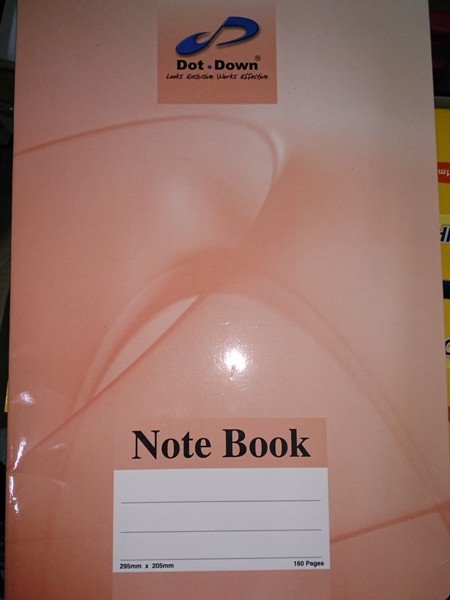 Dot.Down®
Looks Exclusive Works Effective
Note Book
295mm x 205mm
160 Pages